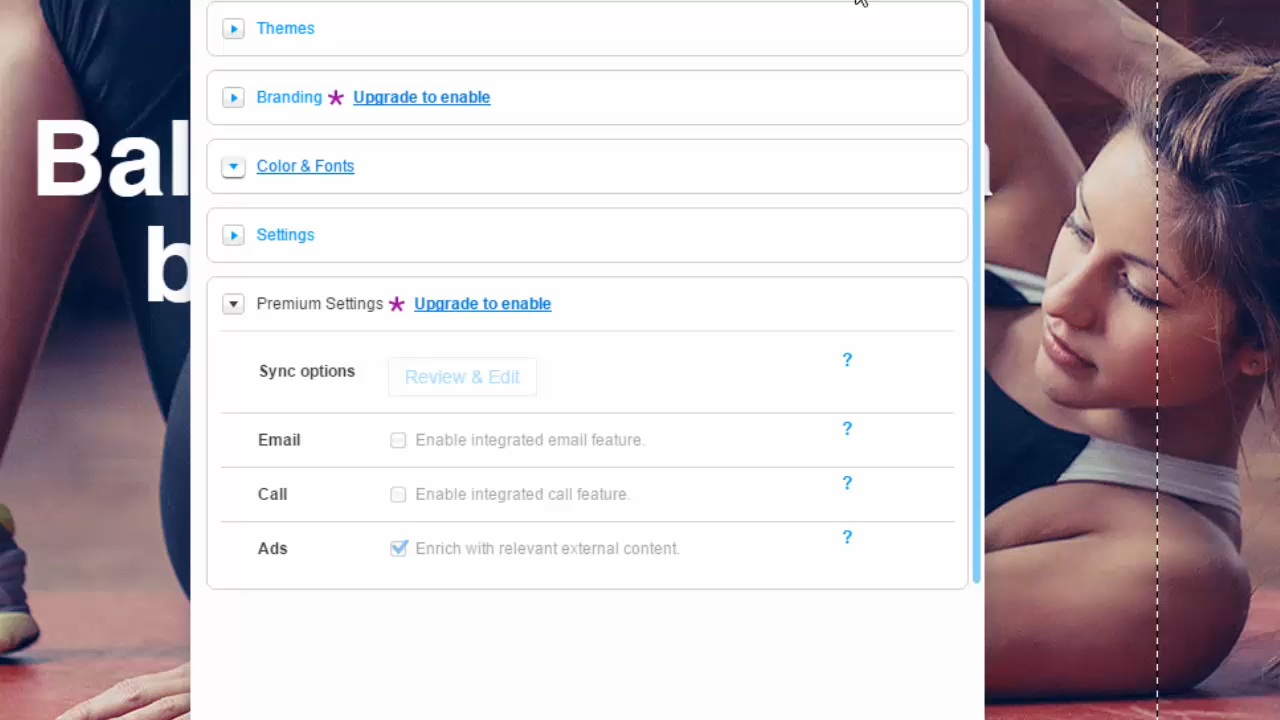 Themes
Branding * Upgrade to enable
Bal
Color & Fonts
Settings
b
Premium Settings * Upgrade to enable
Sync options Review & Edit ?
Email Enable integrated email feature. ?
Call Enable integrated call feature. ?
Ads Enrich with relevant external content. ?